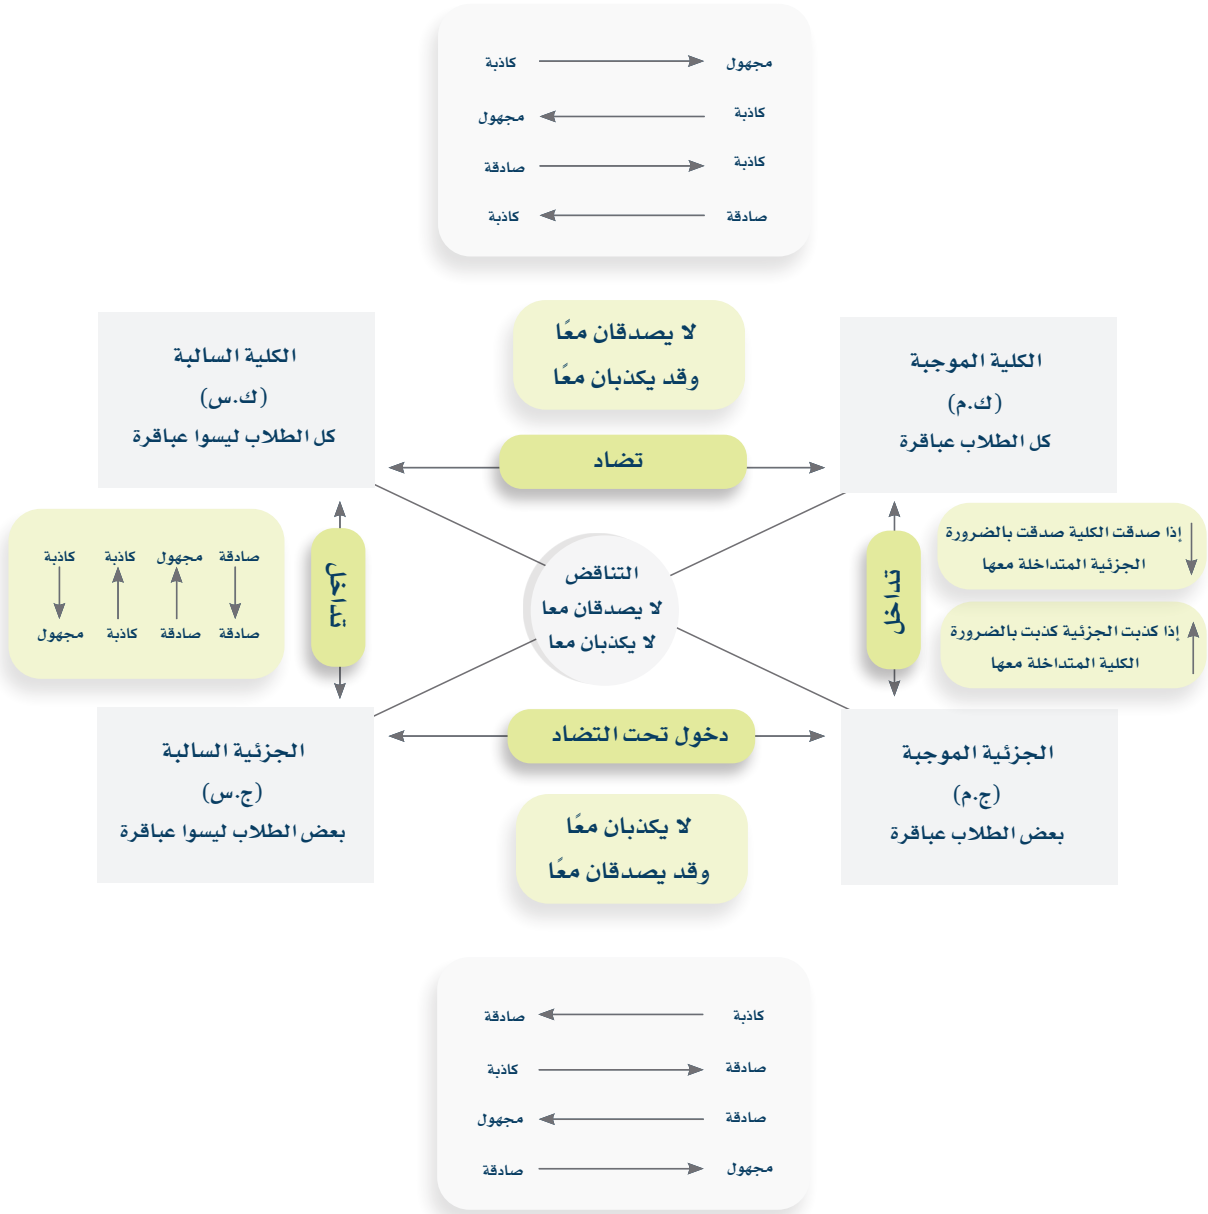 مجهول
كاذبة
كاذبة
مجهول
كاذبة
صادقة
صادقة
كاذبة
لا يصدقان معًا
وقد يكذبان معًا
الكلية الموجبة
(ك.م)
كل الطلاب عباقرة
تضاد
الكلية السالبة
(ك.س)
كل الطلاب ليسوا عباقرة
إذا صدقت الكلية صدقت بالضرورة
الجزئية المتداخلة معها
إذا كذبت الجزئية كذبت بالضرورة
الكلية المتداخلة معها
تداخل
التناقض
لا يصدقان معا
لا يكذبان معا
تداخل
صادقة مجهول كاذبة كاذبة
صادقة صادقة كاذبة مجهول
الجزئية الموجبة
(ج.م)
بعض الطلاب عباقرة
دخول تحت التضاد
الجزئية السالبة
(ج.س)
بعض الطلاب ليسوا عباقرة
لا يكذبان معًا
وقد يصدقان معًا
كاذبة
صادقة
صادقة
كاذبة
صادقة
مجهول
مجهول
صادقة